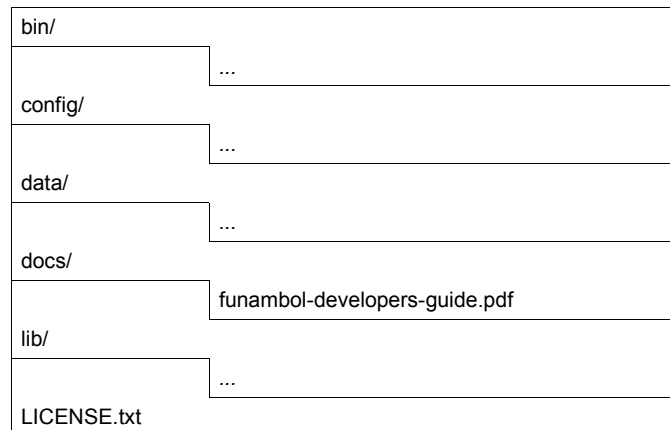 bin/
...
config/
...
data/
...
docs/
funambol-developers-guide.pdf
lib/
...
LICENSE.txt